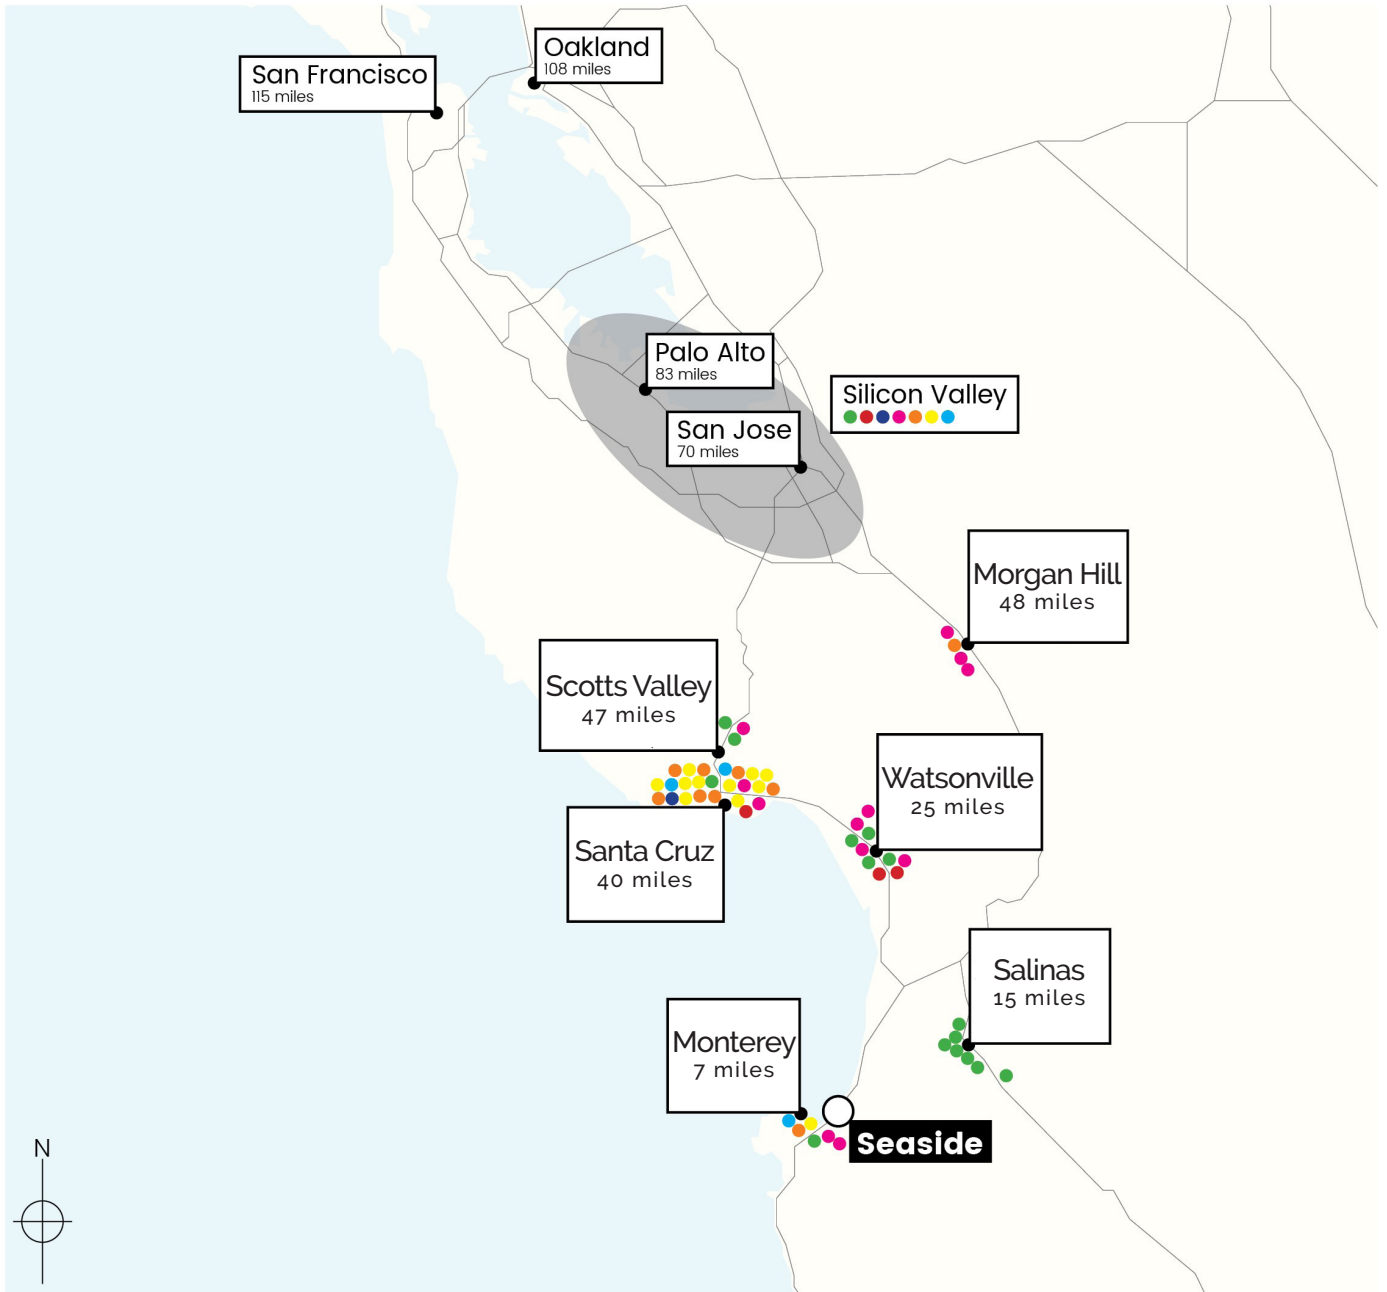 Oakland
108 miles
San Francisco
115 miles
Palo Alto
83 miles
Silicon Valley
San Jose
70 miles
Morgan Hill
48 miles
Scotts Valley
47 miles
Watsonville
25 miles
Santa Cruz
40 miles
Salinas
15 miles
Monterey
7 miles
Seaside
N